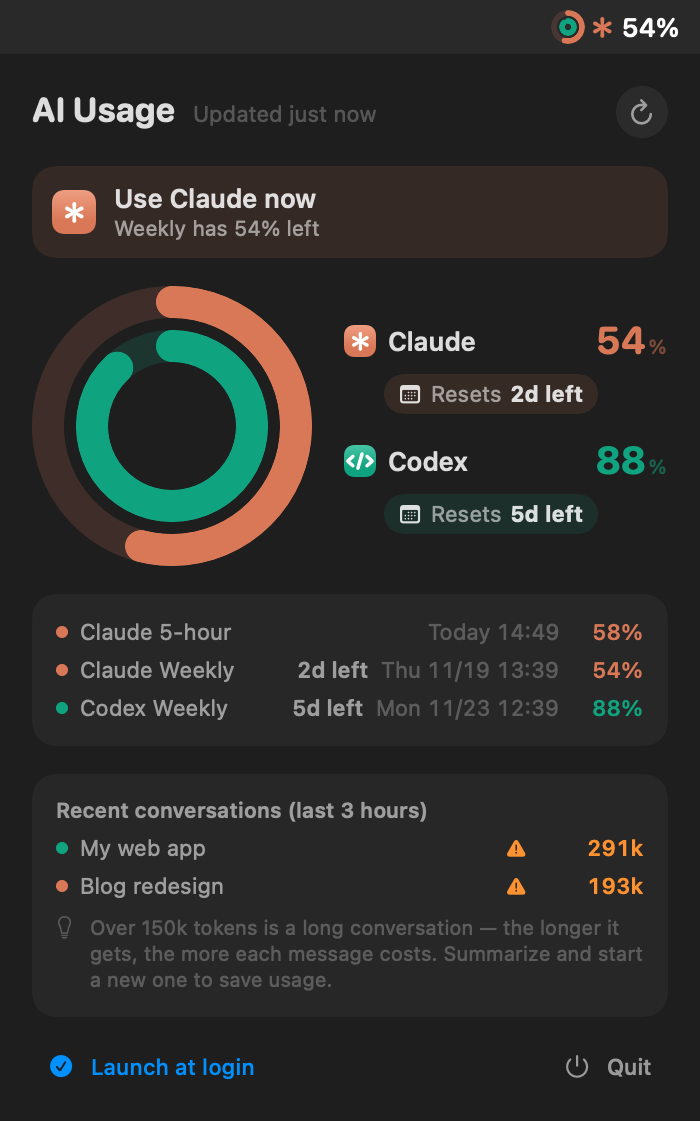 54%
AI Usage Updated just now
Use Claude now
Weekly has 54% left
Claude 54%
Resets 2d left
</> Codex 88%
Resets 5d left
Claude 5-hour Today 14:49 58%
Claude Weekly 2d left Thu 11/19 13:39 54%
Codex Weekly 5d left Mon 11/23 12:39 88%
Recent conversations (last 3 hours)
My web app 291k
Blog redesign 193k
Over 150k tokens is a long conversation — the longer it
gets, the more each message costs. Summarize and start
a new one to save usage.
Launch at login Quit